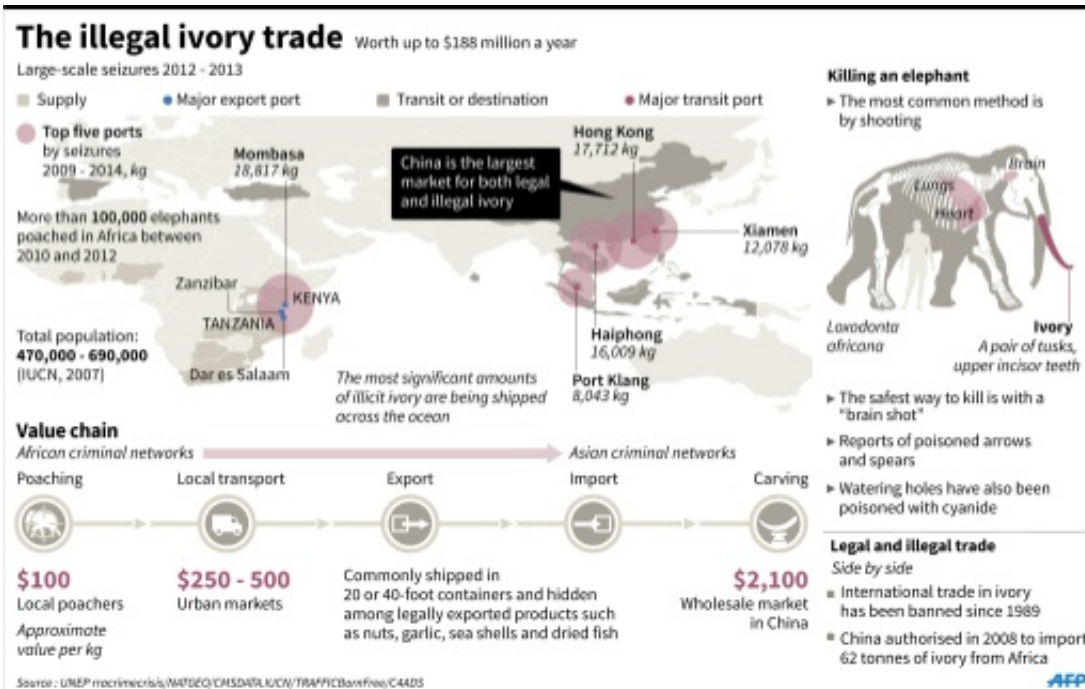 The illegal ivory trade Worth up to $188 million a year
Large-scale seizures 2012 - 2013
Supply
Major export port
Transit or destination
Major transit port
Top five ports
by seizures
2009 - 2014, kg
Mombasa
18,817 kg
Hong Kong
17,712 kg
China is the largest
market for both legal
and illegal ivory
More than 100,000 elephants
poached in Africa between
2010 and 2012
Xiamen
12,078 kg
Zanzibar
KENYA
TANZANIA
Dar es Salaam
Haiphong
16,009 kg
Port Klang
8,043 kg
Total population:
470,000 - 690,000
(IUCN, 2007)
The most significant amounts
of illicit ivory are being shipped
across the ocean
Value chain
African criminal networks
Asian criminal networks
Poaching
Local transport
Export
Import
Carving
$100
Local poachers
Approximate
value per kg
$250 - 500
Urban markets
Commonly shipped in
20 or 40-foot containers and hidden
among legally exported products such
as nuts, garlic, sea shells and dried fish
$2,100
Wholesale market
in China
Source : UNEP
Killing an elephant
The most common method is
by shooting
Brain
Lungs
Heart
Loxodonta
africana
Ivory
A pair of tusks,
upper incisor teeth
The safest way to kill is with a
"brain shot"
Reports of poisoned arrows
and spears
Watering holes have also been
poisoned with cyanide
Legal and illegal trade
Side by side
International trade in ivory
has been banned since 1989
China authorised in 2008 to import
62 tonnes of ivory from Africa
AFP